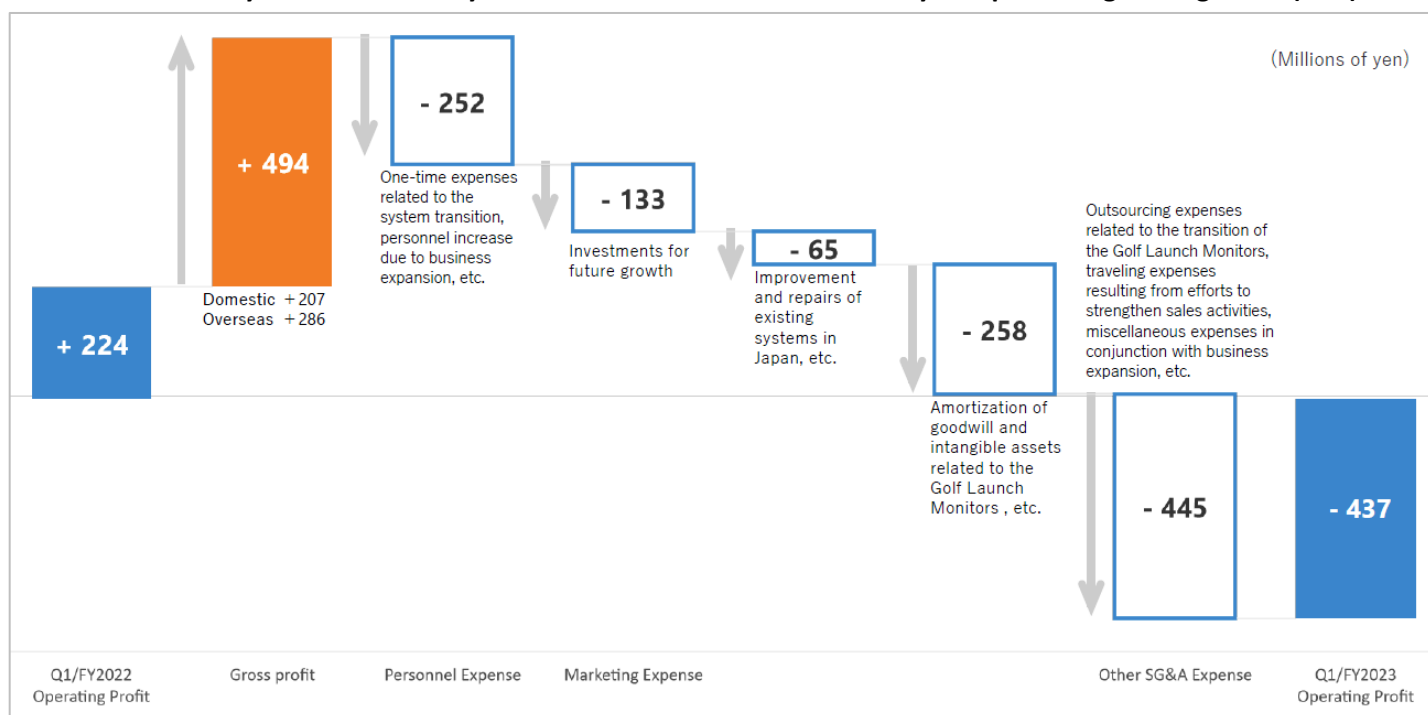 (Millions of yen)
+ 494
Domestic +207
Overseas +286
+ 224
- 252
One-time expenses
related to the
system transition,
personnel increase
due to business
expansion, etc.
- 133
Investments for
future growth
- 65
Improvement
and repairs of
existing
systems in
Japan, etc.
- 258
Amortization of
goodwill and
intangible assets
related to the
Golf Launch
Monitors , etc.
Outsourcing expenses
related to the transition of
the Golf Launch Monitors,
traveling expenses
resulting from efforts to
strengthen sales activities,
miscellaneous expenses in
conjunction with business
expansion, etc.
- 445
- 437
Q1/FY2022
Operating Profit
Gross profit
Personnel Expense
Marketing Expense
Other SG&A Expense
Q1/FY2023
Operating Profit